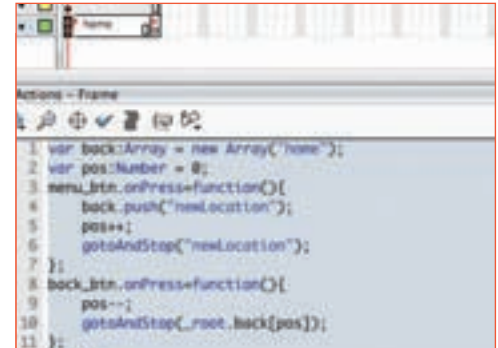 home
Actions - Frame
1 var back:Array = new Array("home");
2 var pos:Number = 0;
3 menu_btn.onPress=function(){
4 back.push("newLocation");
5 pos++;
6 gotoAndStop("newLocation");
7 };
8 back_btn.onPress=function(){
9 pos--;
10 gotoAndStop(_root.back[pos]);
11 };